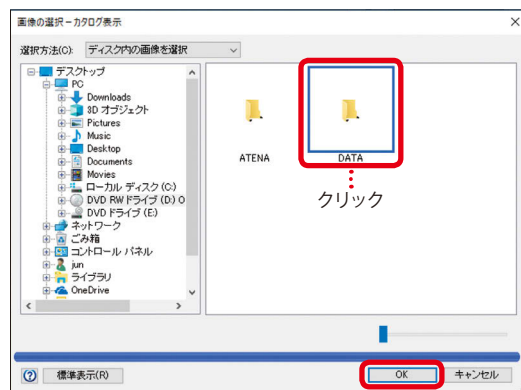 画像の選択－カタログ表示
選択方法(C): ディスク内の画像を選択
デスクトップ
PC
Downloads
3D オブジェクト
Pictures
Music
Desktop
Documents
Movies
ローカル ディスク (C:)
DVD RW ドライブ (D:) O
DVD ドライブ (E:)
ネットワーク
ごみ箱
コントロール パネル
jun
ライブラリ
OneDrive
ATENA
DATA
クリック
標準表示(R)
OK
キャンセル